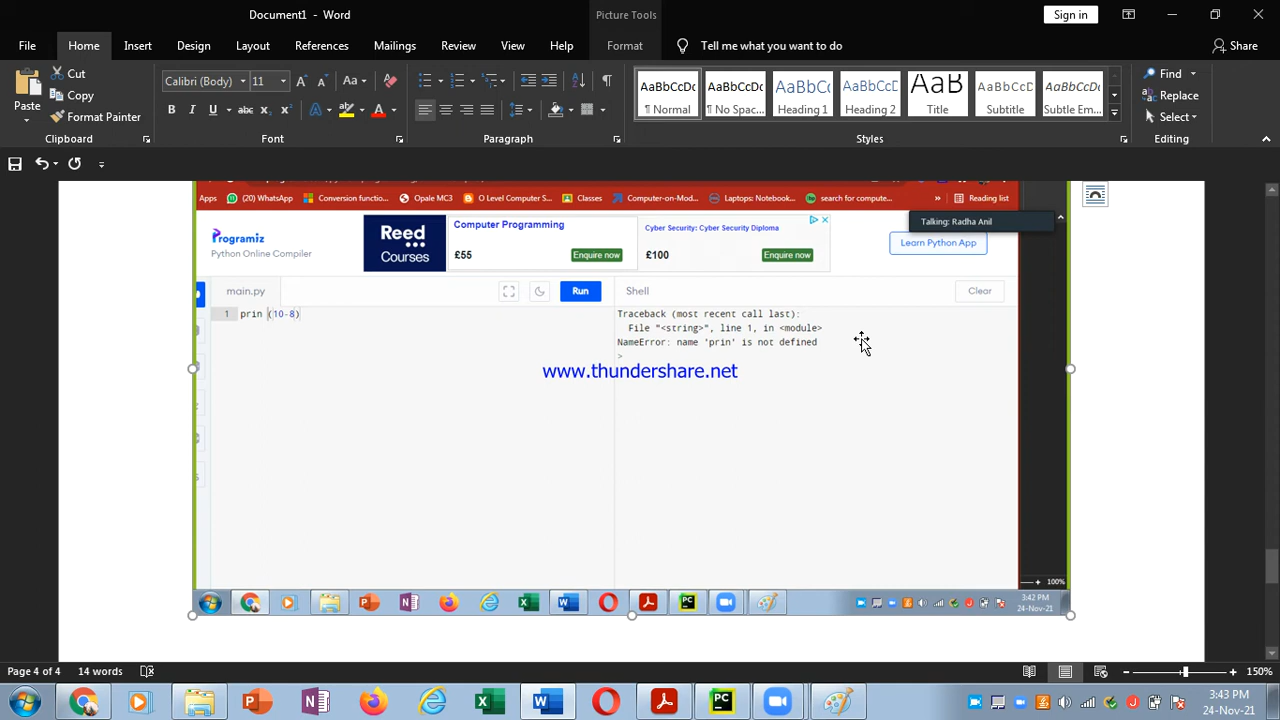 Document1 - Word
Picture Tools
Sign in
File
Home
Insert
Design
Layout
References
Mailings
Review
View
Help
Format
Tell me what you want to do
Share
Paste
Cut
Copy
Format Painter
Clipboard
Calibri (Body)
11
Font
Paragraph
AaBbCcDc
¶ Normal
AaBbCcDc
¶ No Spac...
AaBbCc
Heading 1
AaBbCcD
Heading 2
AaB
Title
AaBbCcD
Subtitle
AaBbCcDc
Subtle Em...
Styles
Find
Replace
Select
Editing
Apps
WhatsApp
Conversion functio...
Opale MC3
O Level Computer S
Classes
Computer-on-Mod...
Laptops: Notebook...
search for compute...
»
Reading list
Talking: Radha Anil
Programiz
Python Online Compiler
Reed
Courses
Computer Programming
£55
Enquire now
Cyber Security: Cyber Security Diploma
£100
Enquire now
Learn Python App
main.py
Run
Shell
Clear
1 prin (10-8)
Traceback (most recent call last):
File "<string>", line 1, in <module>
NameError: name 'prin' is not defined
>
www.thundershare.net
100%
3:42 PM
24-Nov-21
Page 4 of 4
14 words
150%
3:43 PM
24-Nov-21